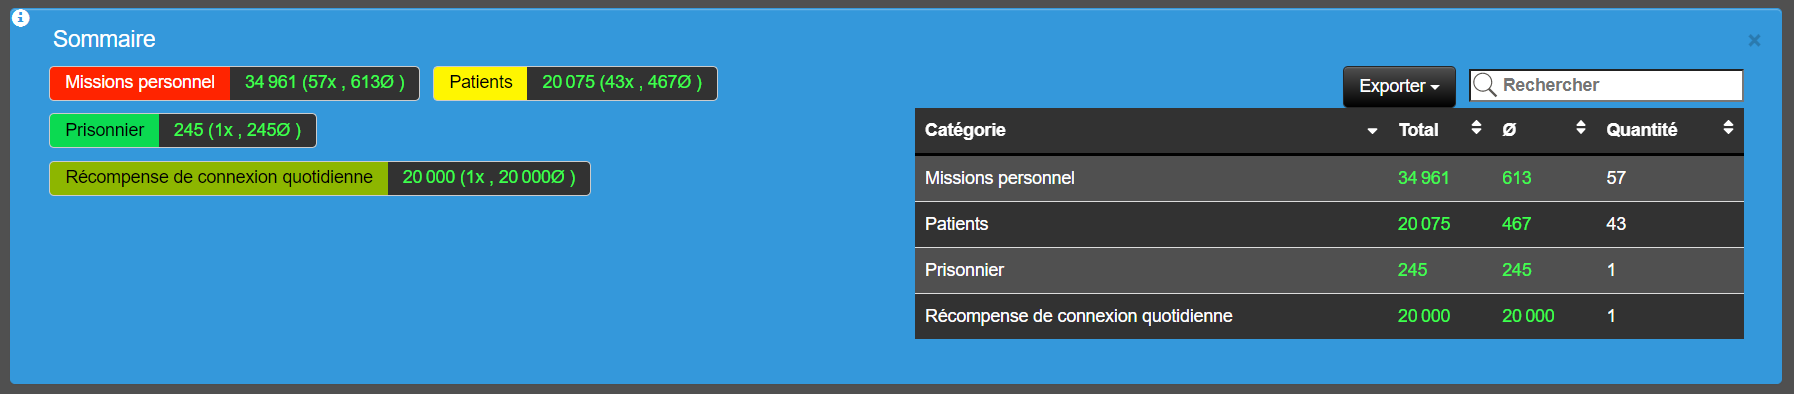 Sommaire
Missions personnel 34 961 (57x , 613Ø ) Patients 20 075 (43x , 467Ø )
Prisonnier 245 (1x , 245Ø )
Récompense de connexion quotidienne 20 000 (1x , 20 000Ø )
Exporter Rechercher
Catégorie Total Ø Quantité
Missions personnel 34 961 613 57
Patients 20 075 467 43
Prisonnier 245 245 1
Récompense de connexion quotidienne 20 000 20 000 1